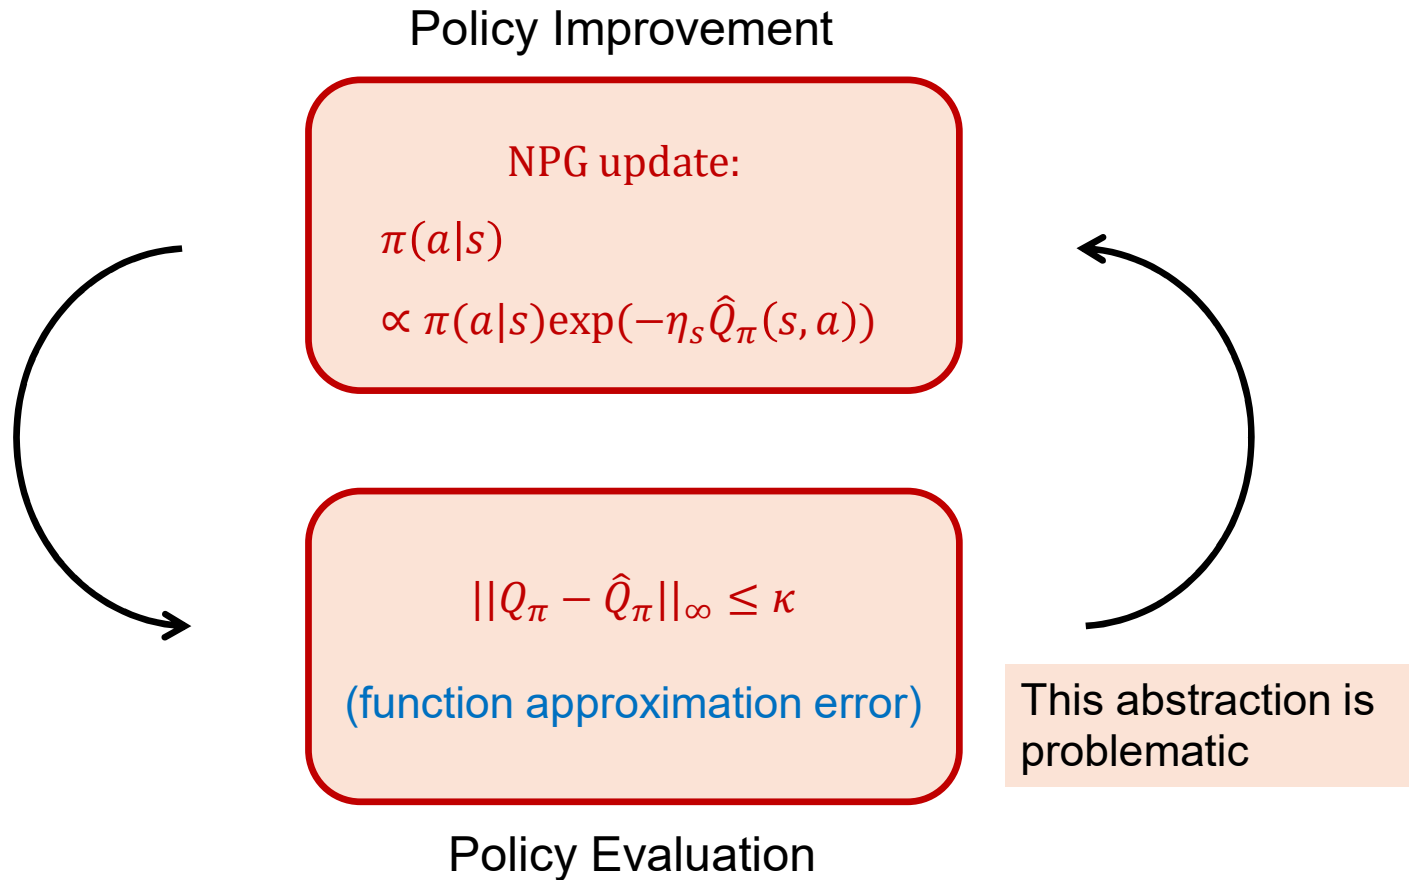 Policy Improvement
NPG update:
π(a|s)
∝ π(a|s)exp(−η_s Q̂_π(s, a))
||Q_π − Q̂_π||_∞ ≤ κ
(function approximation error)
This abstraction is
problematic
Policy Evaluation